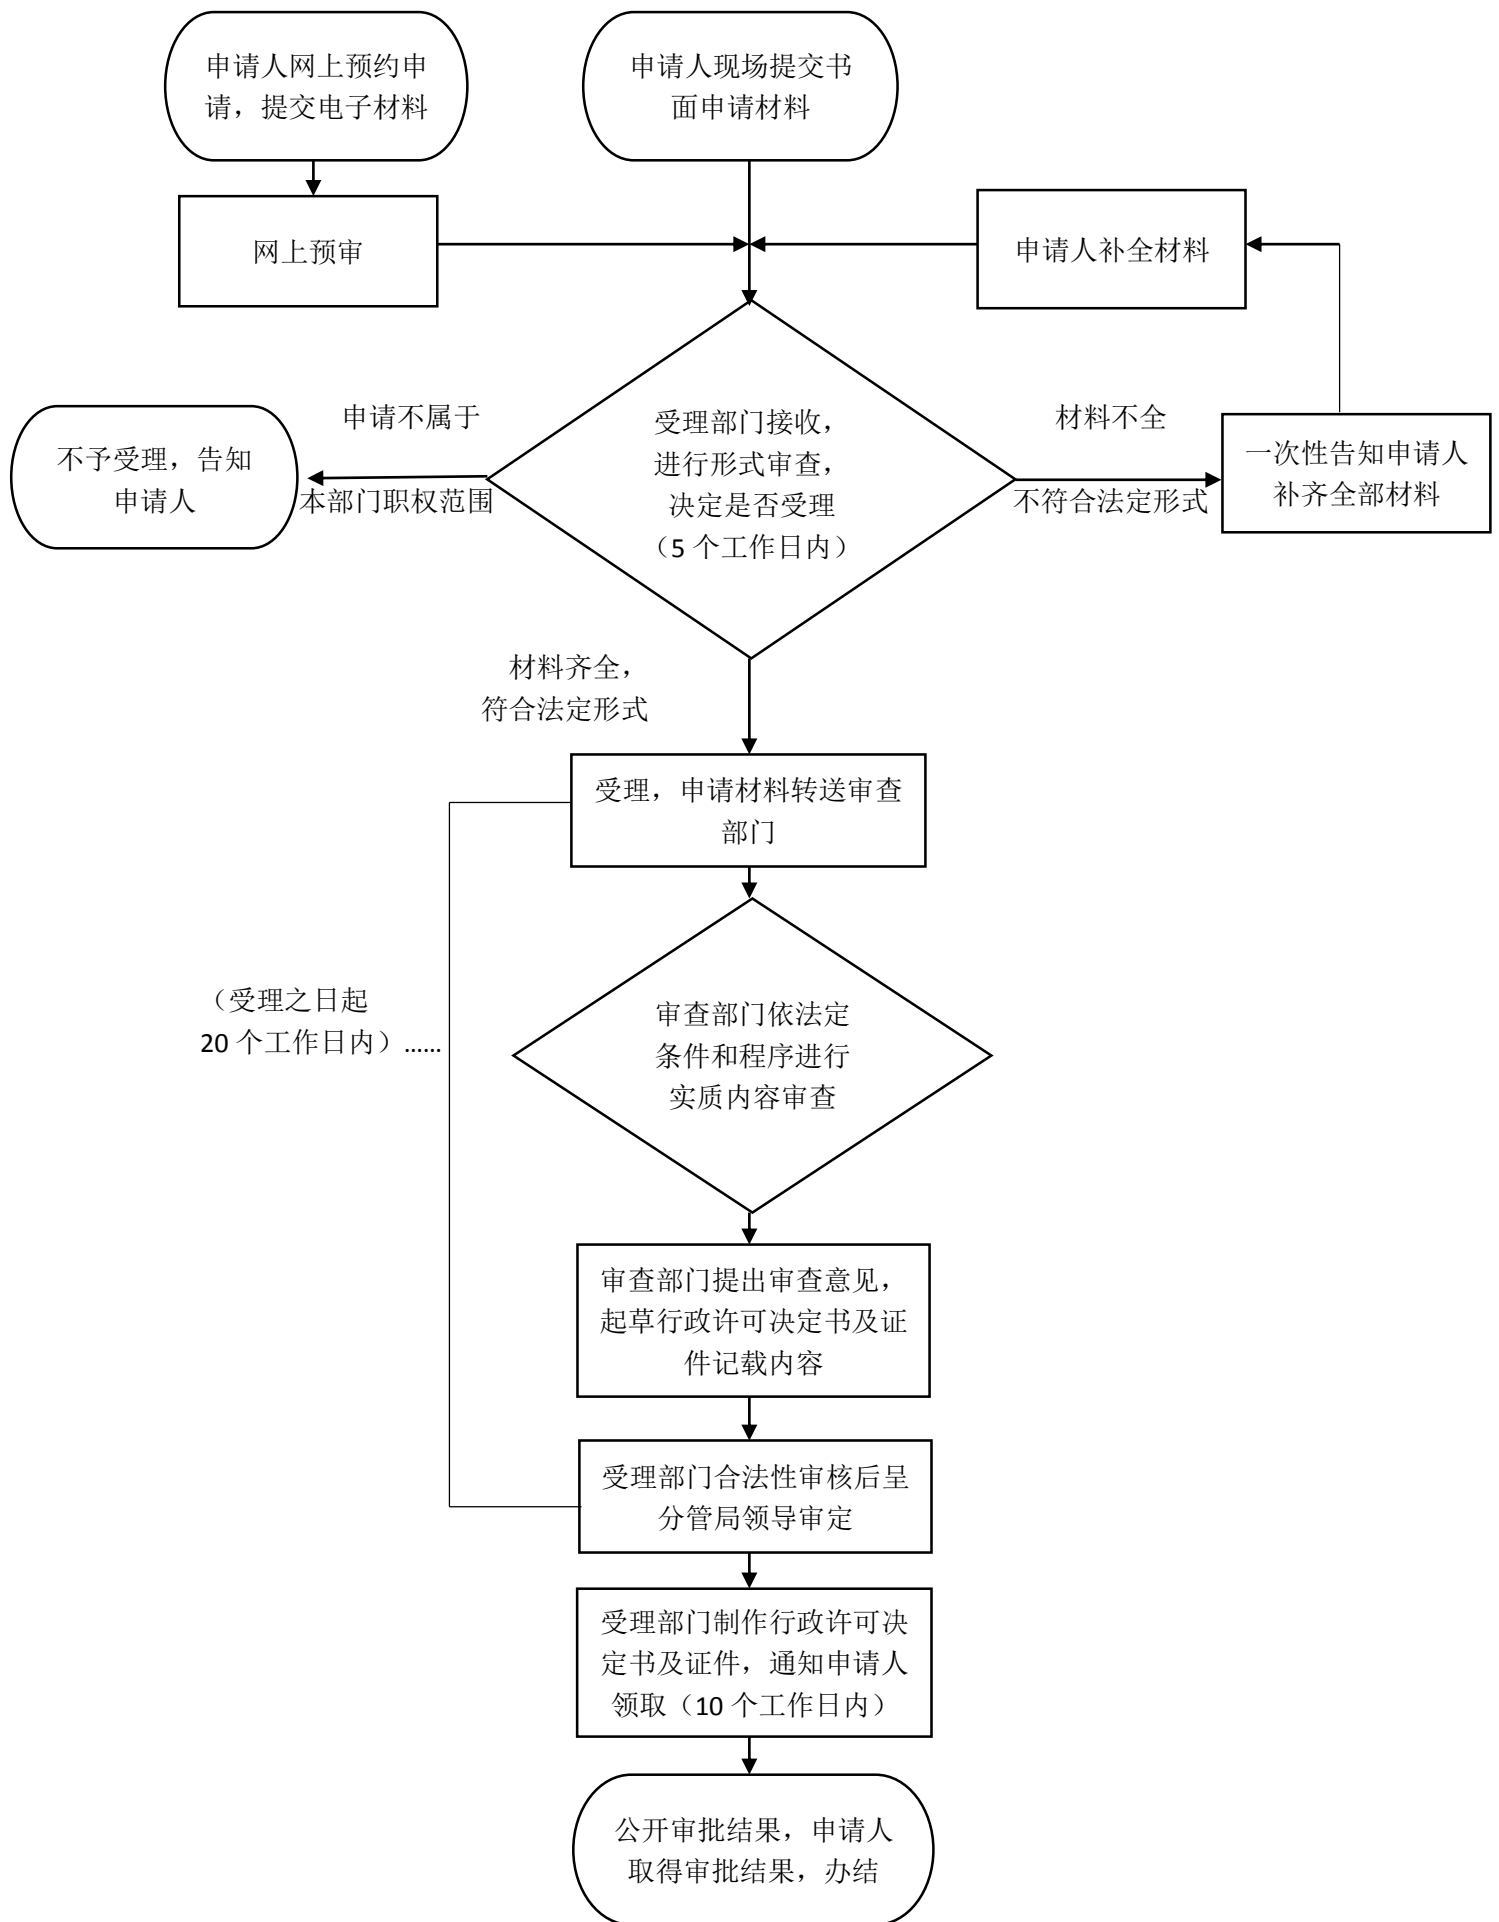 申请人网上预约申
请，提交电子材料
申请人现场提交书
面申请材料
网上预审
申请人补全材料
申请不属于
本部门职权范围
不予受理，告知
申请人
受理部门接收，
进行形式审查，
决定是否受理
（5 个工作日内）
材料不全
不符合法定形式
一次性告知申请人
补齐全部材料
材料齐全，
符合法定形式
受理，申请材料转送审查
部门
（受理之日起
20 个工作日内）……
审查部门依法定
条件和程序进行
实质内容审查
审查部门提出审查意见，
起草行政许可决定书及证
件记载内容
受理部门合法性审核后呈
分管局领导审定
受理部门制作行政许可决
定书及证件，通知申请人
领取（10 个工作日内）
公开审批结果，申请人
取得审批结果，办结